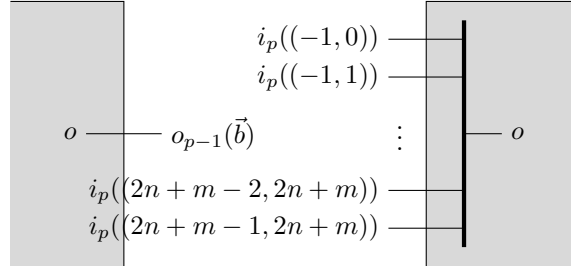 i_p((−1, 0))
i_p((−1, 1))
o o_{p−1}(\vec{b}) ⋮ o
i_p((2n + m − 2, 2n + m))
i_p((2n + m − 1, 2n + m))